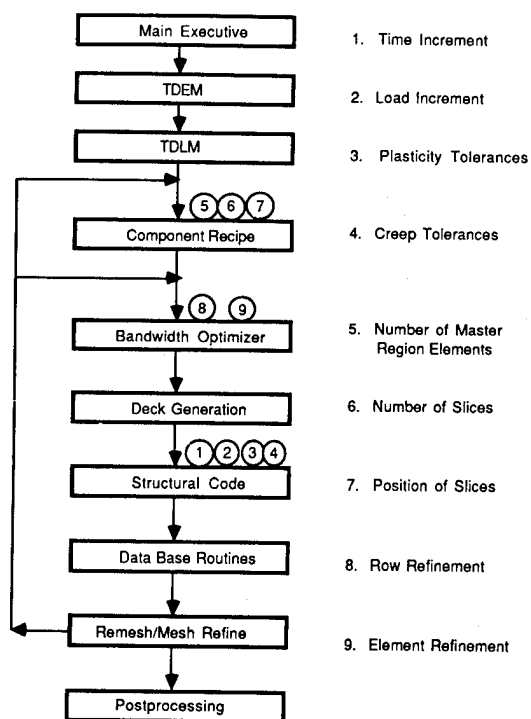 Main Executive
TDEM
TDLM
5 6 7
Component Recipe
8 9
Bandwidth Optimizer
Deck Generation
1 2 3 4
Structural Code
Data Base Routines
Remesh/Mesh Refine
Postprocessing
1. Time Increment
2. Load Increment
3. Plasticity Tolerances
4. Creep Tolerances
5. Number of Master
Region Elements
6. Number of Slices
7. Position of Slices
8. Row Refinement
9. Element Refinement